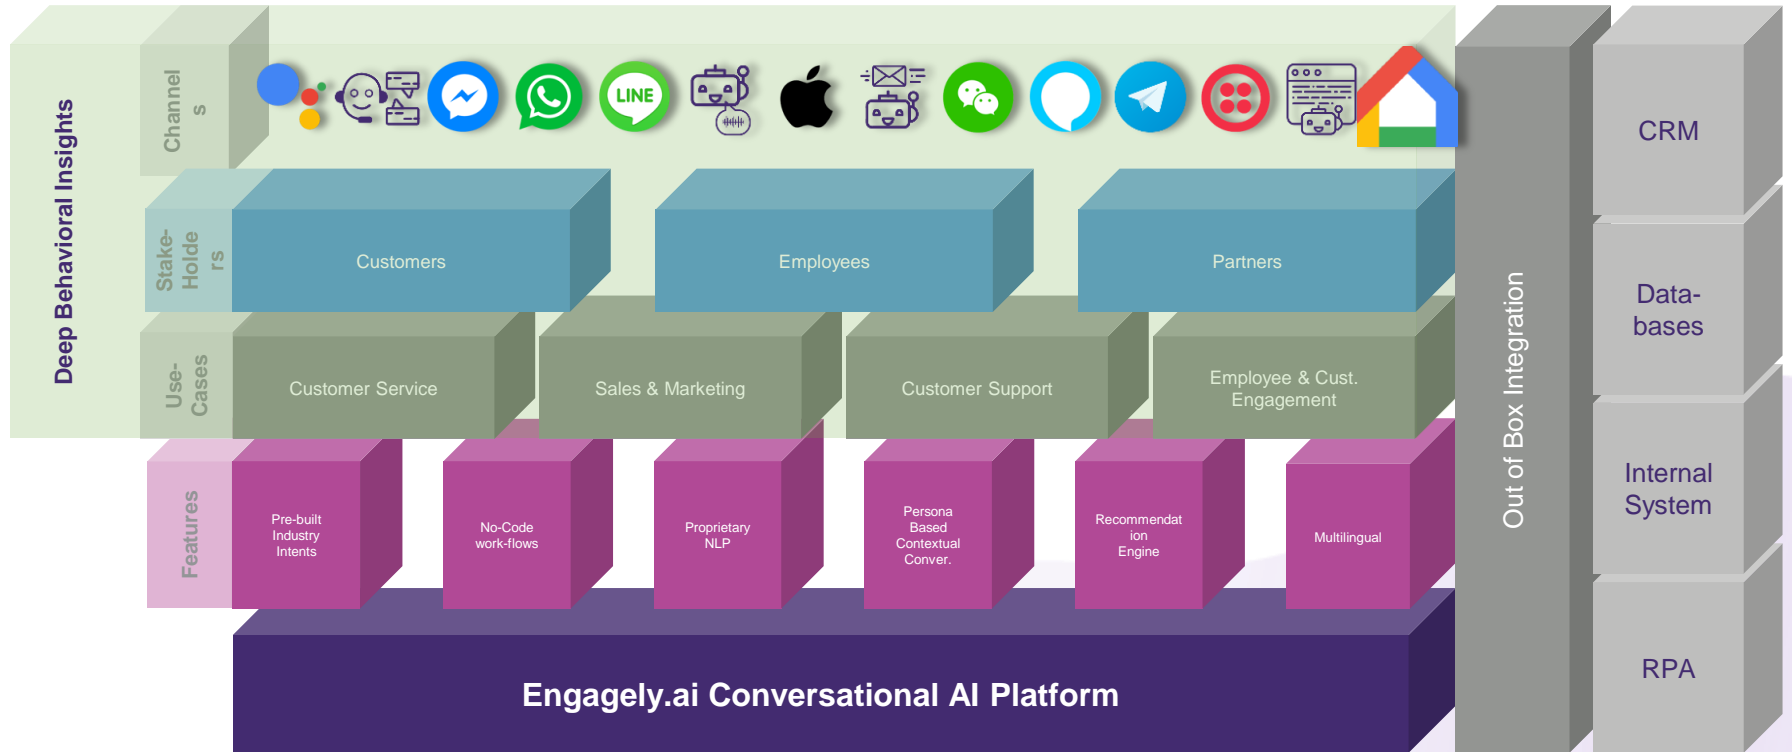 Deep Behavioral Insights
Channel
s
LINE
Stake-
Holde
rs
Customers
Employees
Partners
Use-
Cases
Customer Service
Sales & Marketing
Customer Support
Employee & Cust.
Engagement
Features
Pre-built
Industry
Intents
No-Code
work-flows
Proprietary
NLP
Persona
Based
Contextual
Conver.
Recommendat
ion
Engine
Multilingual
Engagely.ai Conversational AI Platform
Out of Box Integration
CRM
Data-
bases
Internal
System
RPA